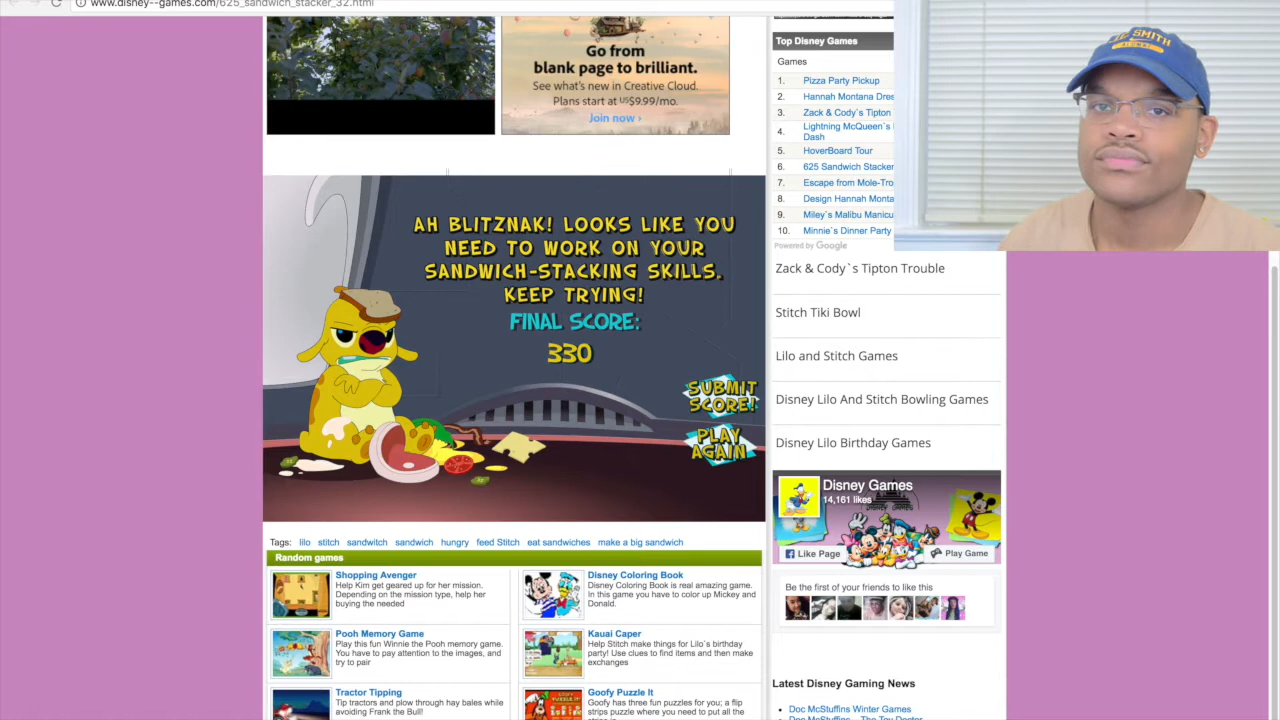 www.disney--games.com/625_sandwich_stacker_32.html
Go from
blank page to brilliant.
See what's new in Creative Cloud.
Plans start at US$9.99/mo.
Join now ›
AH BLITZNAK! LOOKS LIKE YOU
NEED TO WORK ON YOUR
SANDWICH-STACKING SKILLS.
KEEP TRYING!
FINAL SCORE:
330
SUBMIT
SCORE!
PLAY
AGAIN
Tags: lilo stitch sandwitch sandwich hungry feed Stitch eat sandwiches make a big sandwich
Random games
Shopping Avenger
Help Kim get geared up for her mission.
Depending on the mission type, help her
buying the needed
Disney Coloring Book
Disney Coloring Book is real amazing game.
In this game you have to color up Mickey and
Donald.
Pooh Memory Game
Play this fun Winnie the Pooh memory game.
You have to pay attention to the images, and
try to pair
Kauai Caper
Help Stitch make things for Lilo`s birthday
party! Use clues to find items and then make
exchanges
Tractor Tipping
Tip tractors and plow through hay bales while
avoiding Frank the Bull!
Goofy Puzzle It
Goofy has three fun puzzles for you; a flip
strips puzzle where you need to put all the
Top Disney Games
Games
1. Pizza Party Pickup
2. Hannah Montana Dres
3. Zack & Cody`s Tipton
4. Lightning McQueen`s
Dash
5. HoverBoard Tour
6. 625 Sandwich Stacker
7. Escape from Mole-Tro
8. Design Hannah Monta
9. Miley`s Malibu Manicu
10. Minnie`s Dinner Party
Powered by Google
Zack & Cody`s Tipton Trouble
Stitch Tiki Bowl
Lilo and Stitch Games
Disney Lilo And Stitch Bowling Games
Disney Lilo Birthday Games
Disney Games
14,161 likes
Like Page
Play Game
Be the first of your friends to like this
Latest Disney Gaming News
Doc McStuffins Winter Games
SMITH